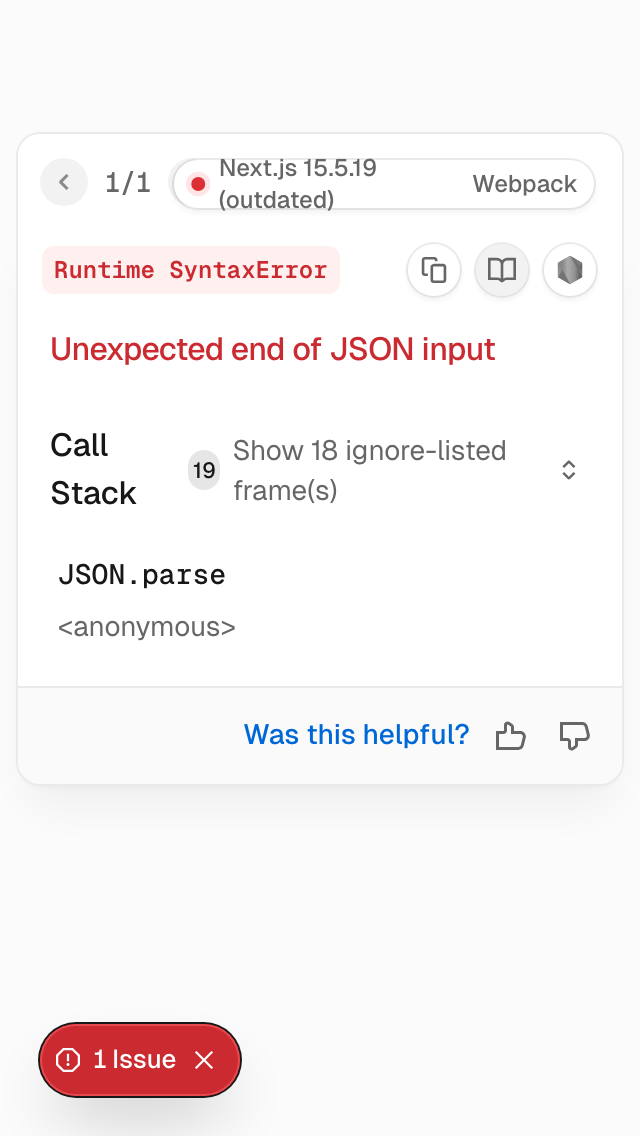 1/1
Next.js 15.5.19
(outdated)
Webpack
Runtime SyntaxError
Unexpected end of JSON input
Call
Stack
19
Show 18 ignore-listed
frame(s)
JSON.parse
<anonymous>
Was this helpful?
1 Issue